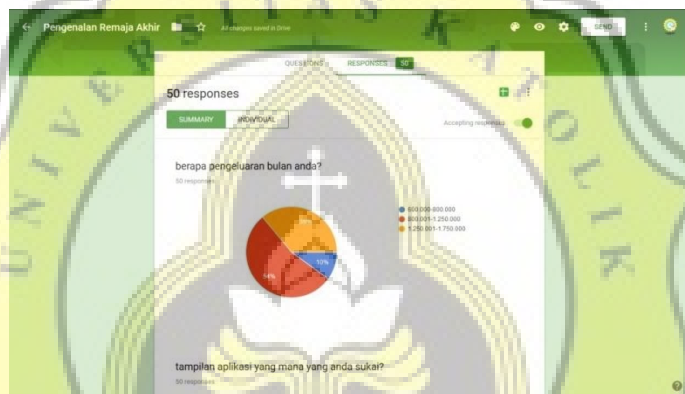 Pengenalan Remaja Akhir
All changes saved in Drive
SEND
QUESTIONS
RESPONSES 50
50 responses
SUMMARY INDIVIDUAL
Accepting responses
berapa pengeluaran bulan anda?
50 responses
600.000-800.000
800.001-1.250.000
1.250.001-1.750.000
10%
54%
tampilan aplikasi yang mana yang anda sukai?
50 responses